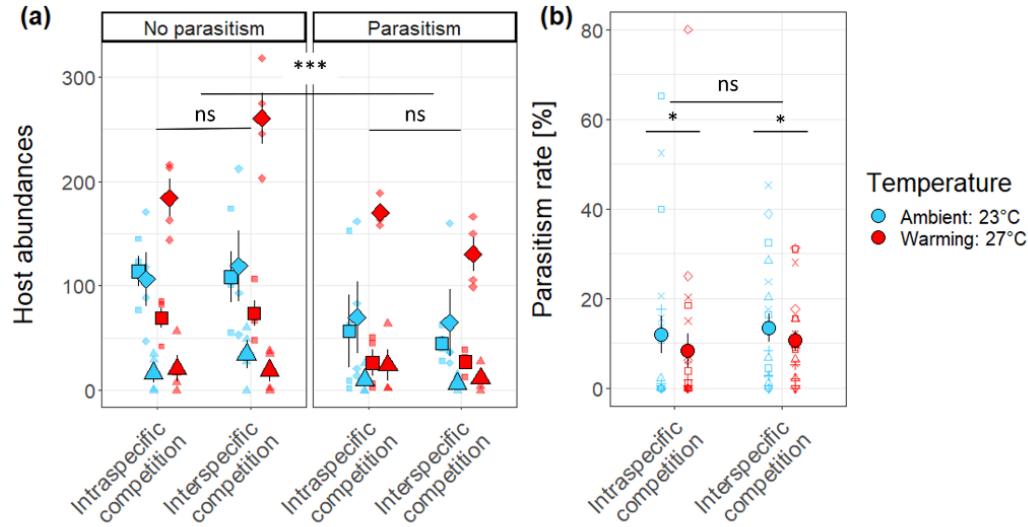 (a)
No parasitism
Parasitism
***
ns
ns
Host abundances
300
200
100
0
Intraspecific
competition
Interspecific
competition
Intraspecific
competition
Interspecific
competition
(b)
ns
*
*
Parasitism rate [%]
80
60
40
20
0
Intraspecific
competition
Interspecific
competition
Temperature
Ambient: 23°C
Warming: 27°C